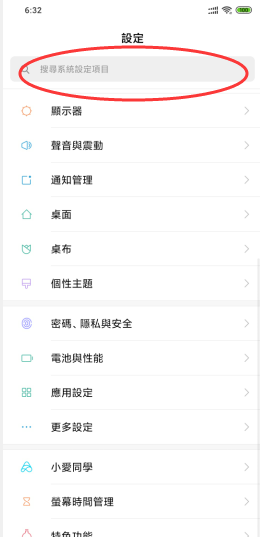 6:32
100
設定
搜尋系統設定項目
顯示器
聲音與震動
通知管理
桌面
桌布
個性主題
密碼、隱私與安全
電池與性能
應用設定
更多設定
小愛同學
螢幕時間管理
特色功能